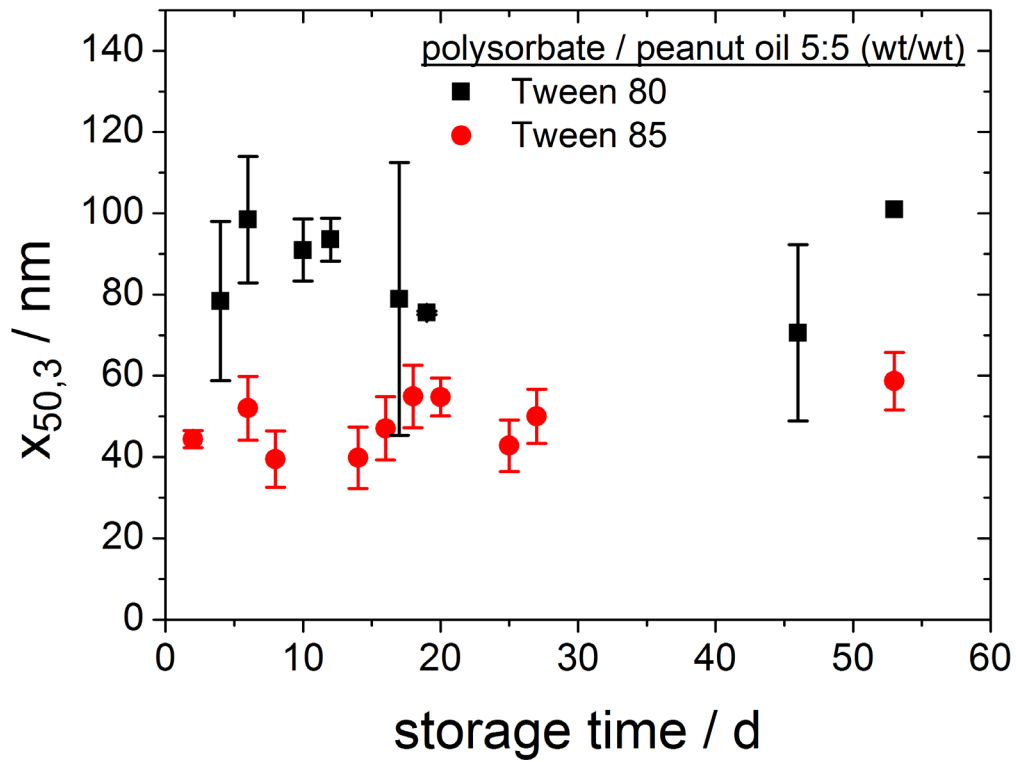 polysorbate / peanut oil 5:5 (wt/wt)
Tween 80
Tween 85
140
120
100
80
60
40
20
0
x50,3 / nm
0 10 20 30 40 50 60
storage time / d